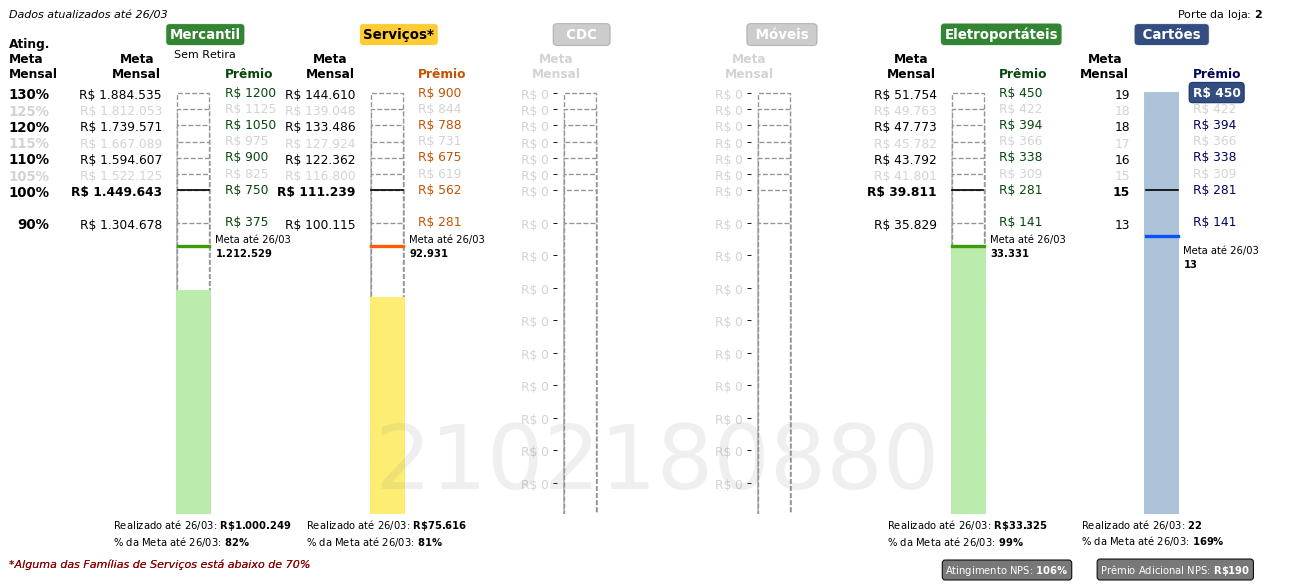 Dados atualizados até 26/03
Porte da loja: 2
Mercantil Serviços* CDC Móveis Eletroportáteis Cartões
Sem Retira
Ating. Meta Mensal
Meta Mensal Prêmio Meta Mensal Prêmio Meta Mensal Meta Mensal Meta Mensal Prêmio Meta Mensal Prêmio
130% R$ 1.884.535 R$ 1200 R$ 144.610 R$ 900 R$ 0 R$ 0 R$ 51.754 R$ 450 19 R$ 450
125% R$ 1.812.053 R$ 1125 R$ 139.048 R$ 844 R$ 0 R$ 0 R$ 49.763 R$ 422 18 R$ 422
120% R$ 1.739.571 R$ 1050 R$ 133.486 R$ 788 R$ 0 R$ 0 R$ 47.773 R$ 394 18 R$ 394
115% R$ 1.667.089 R$ 975 R$ 127.924 R$ 731 R$ 0 R$ 0 R$ 45.782 R$ 366 17 R$ 366
110% R$ 1.594.607 R$ 900 R$ 122.362 R$ 675 R$ 0 R$ 0 R$ 43.792 R$ 338 16 R$ 338
105% R$ 1.522.125 R$ 825 R$ 116.800 R$ 619 R$ 0 R$ 0 R$ 41.801 R$ 309 15 R$ 309
100% R$ 1.449.643 R$ 750 R$ 111.239 R$ 562 R$ 0 R$ 0 R$ 39.811 R$ 281 15 R$ 281
90% R$ 1.304.678 R$ 375 R$ 100.115 R$ 281 R$ 0 R$ 0 R$ 35.829 R$ 141 13 R$ 141
Meta até 26/03 Meta até 26/03 Meta até 26/03 Meta até 26/03
1.212.529 92.931 33.331 13
R$ 0 R$ 0
R$ 0 R$ 0
R$ 0 R$ 0
R$ 0 R$ 0
R$ 0 R$ 0
R$ 0 R$ 0
R$ 0 R$ 0
R$ 0 R$ 0
2102180880
Realizado até 26/03: R$1.000.249 Realizado até 26/03: R$75.616 Realizado até 26/03: R$33.325 Realizado até 26/03: 22
% da Meta até 26/03: 82% % da Meta até 26/03: 81% % da Meta até 26/03: 99% % da Meta até 26/03: 169%
*Alguma das Famílias de Serviços está abaixo de 70%
Atingimento NPS: 106% Prêmio Adicional NPS: R$190